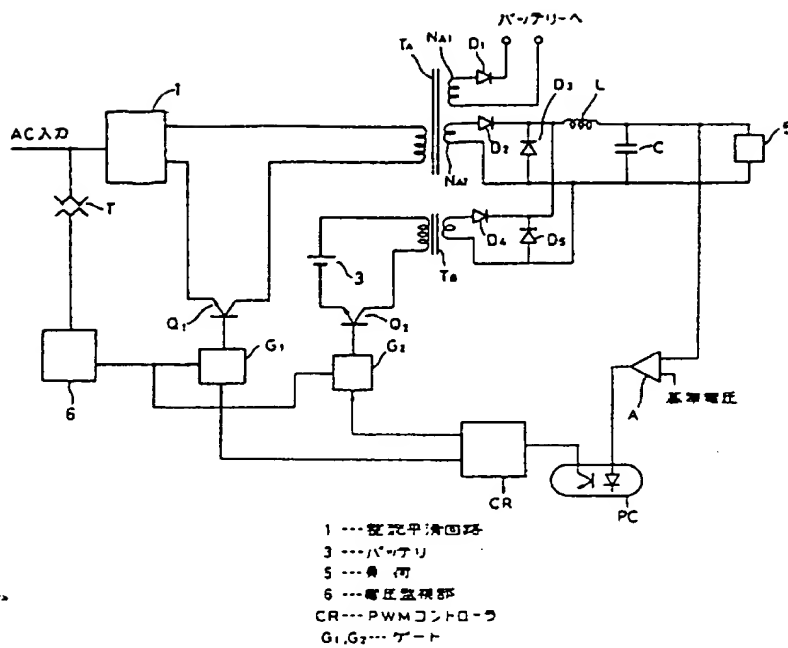 バッテリーへ
TA
NA1
D1
1
D3
L
AC入力
5
D2
C
NA2
T
D4
D5
3
TB
Q1
Q2
G1
G2
6
A
基準電圧
CR
PC
1 --- 整流平滑回路
3 --- バッテリ
5 --- 負荷
6 --- 電圧監視部
CR --- PWMコントローラ
G1,G2 --- ゲート